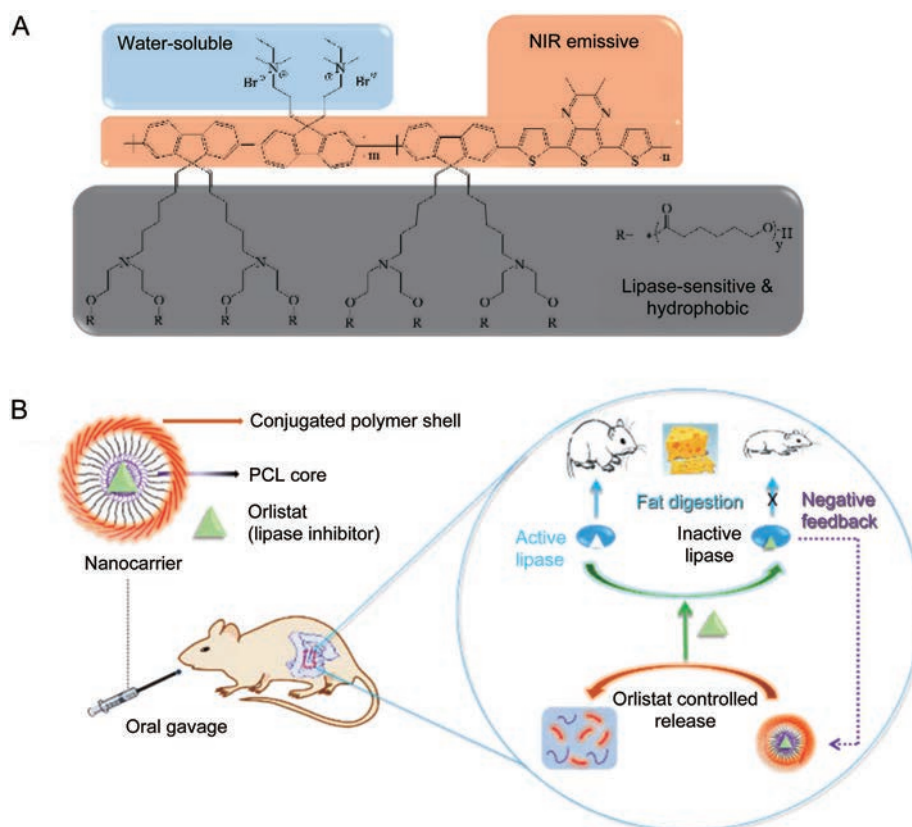 A
Water-soluble
NIR emissive
N
N
Br
Br
N
N
m
S
S
S
n
O
R
O
y
N
N
N
N
Lipase-sensitive &
hydrophobic
O
O
O
O
O
O
O
O
R
R
R
R
R
R
R
R
B
Conjugated polymer shell
PCL core
Orlistat
(lipase inhibitor)
Nanocarrier
Oral gavage
Fat digestion
X
Negative
feedback
Active
lipase
Inactive
lipase
Orlistat controlled
release